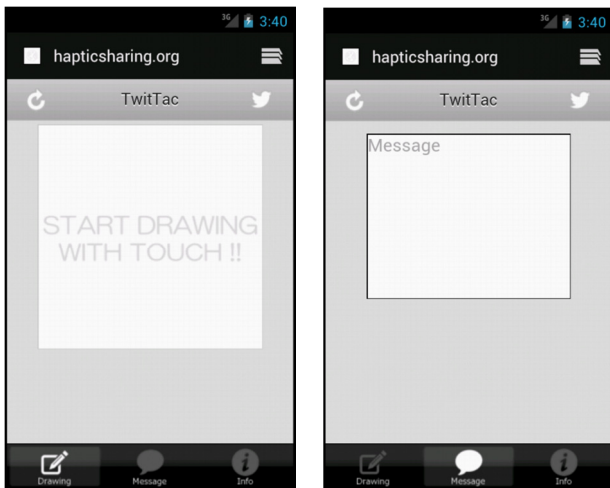 3G 3:40
hapticsharing.org
TwitTac
START DRAWING
WITH TOUCH !!
Drawing Message Info
3G 3:40
hapticsharing.org
TwitTac
Message
Drawing Message Info